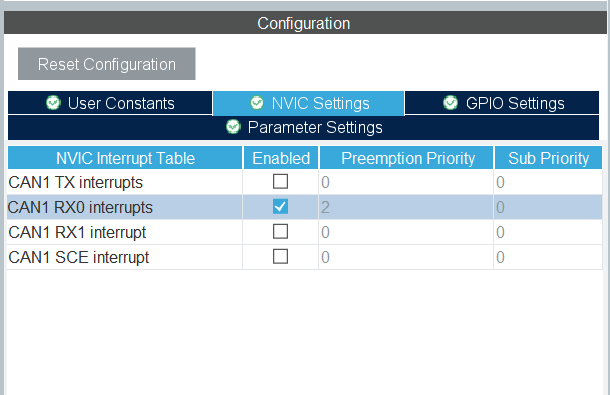 Configuration
Reset Configuration
User Constants NVIC Settings GPIO Settings
Parameter Settings
NVIC Interrupt Table Enabled Preemption Priority Sub Priority
CAN1 TX interrupts 0 0
CAN1 RX0 interrupts 2 0
CAN1 RX1 interrupt 0 0
CAN1 SCE interrupt 0 0